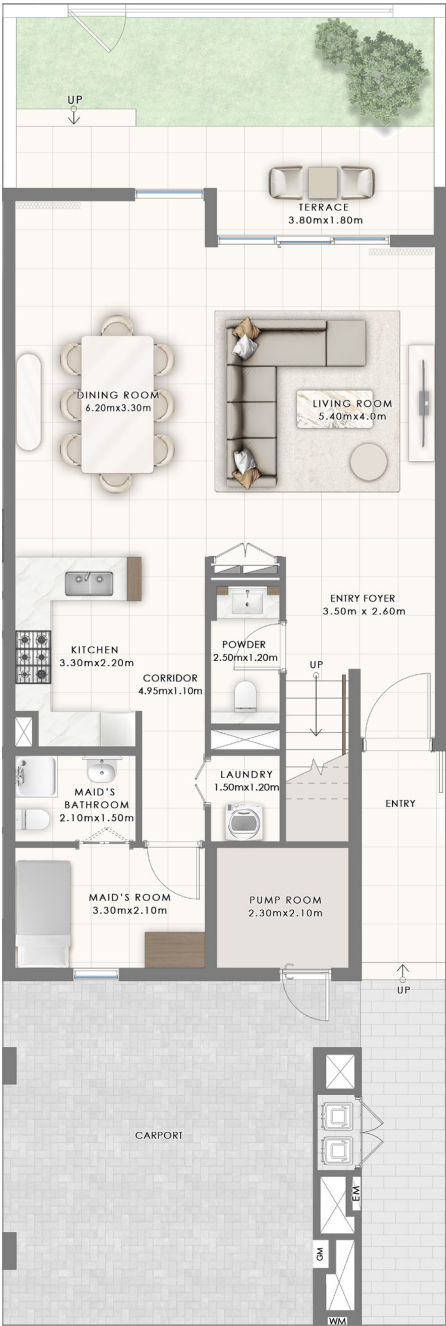 UP
TERRACE
3.80mx1.80m
DINING ROOM
6.20mx3.30m
LIVING ROOM
5.40mx4.0m
ENTRY FOYER
3.50m x 2.60m
KITCHEN
3.30mx2.20m
POWDER
2.50mx1.20m
CORRIDOR
4.95mx1.10m
UP
LAUNDRY
1.50mx1.20m
MAID'S
BATHROOM
2.10mx1.50m
ENTRY
MAID'S ROOM
3.30mx2.10m
PUMP ROOM
2.30mx2.10m
UP
CARPORT
EM
GM
WM